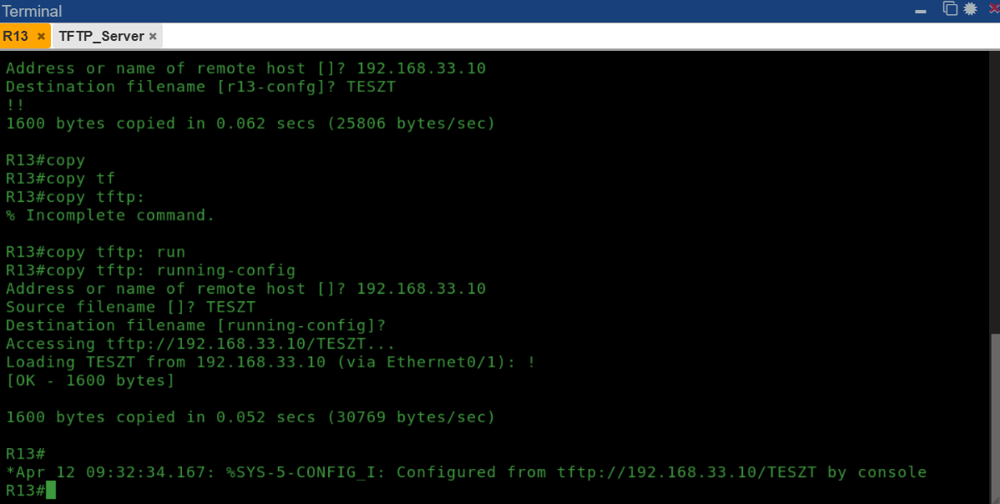 Terminal
R13 × TFTP_Server ×
Address or name of remote host []? 192.168.33.10
Destination filename [r13-confg]? TESZT
!!
1600 bytes copied in 0.062 secs (25806 bytes/sec)
R13#copy
R13#copy tf
R13#copy tftp:
% Incomplete command.
R13#copy tftp: run
R13#copy tftp: running-config
Address or name of remote host []? 192.168.33.10
Source filename []? TESZT
Destination filename [running-config]?
Accessing tftp://192.168.33.10/TESZT...
Loading TESZT from 192.168.33.10 (via Ethernet0/1): !
[OK - 1600 bytes]
1600 bytes copied in 0.052 secs (30769 bytes/sec)
R13#
*Apr 12 09:32:34.167: %SYS-5-CONFIG_I: Configured from tftp://192.168.33.10/TESZT by console
R13#